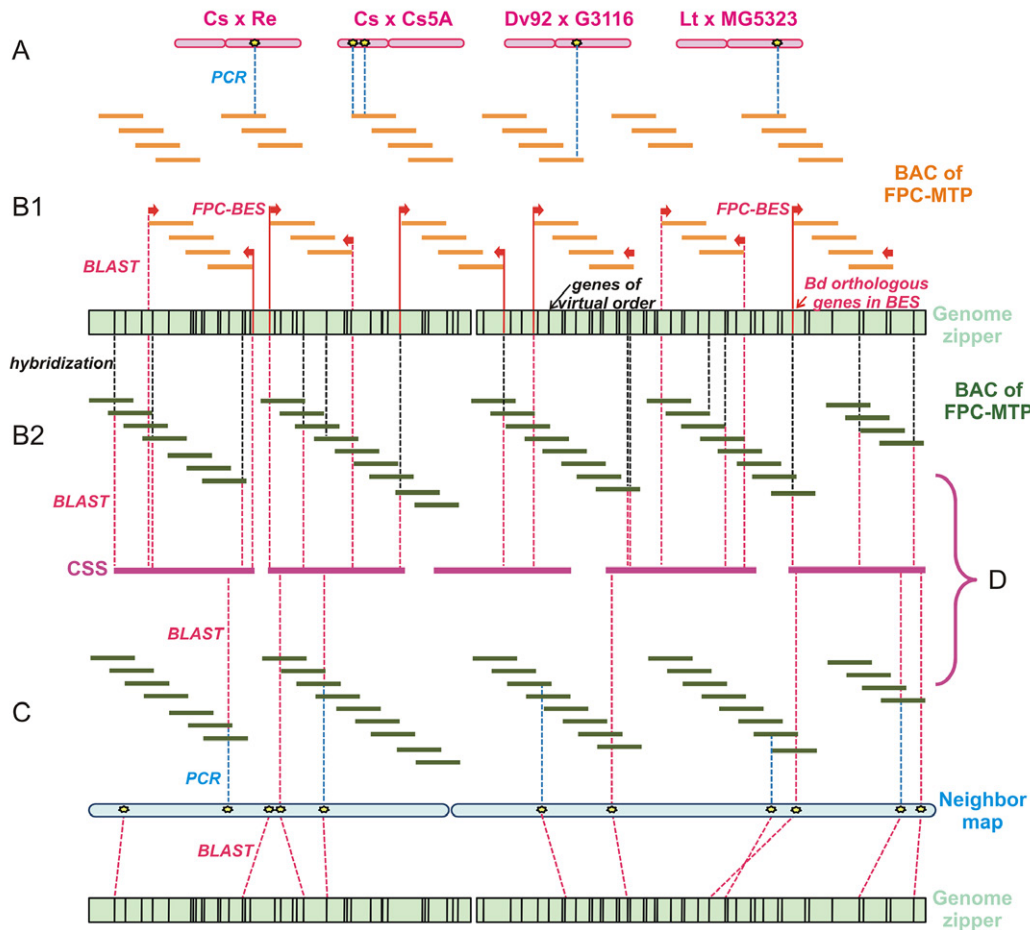 Cs x Re
Cs x Cs5A
Dv92 x G3116
Lt x MG5323
A
PCR
BAC of
FPC-MTP
B1
FPC-BES
FPC-BES
BLAST
genes of
virtual order
Bd orthologous
genes in BES
Genome
zipper
hybridization
BAC of
FPC-MTP
B2
BLAST
CSS
D
BLAST
C
PCR
Neighbor
map
BLAST
Genome
zipper